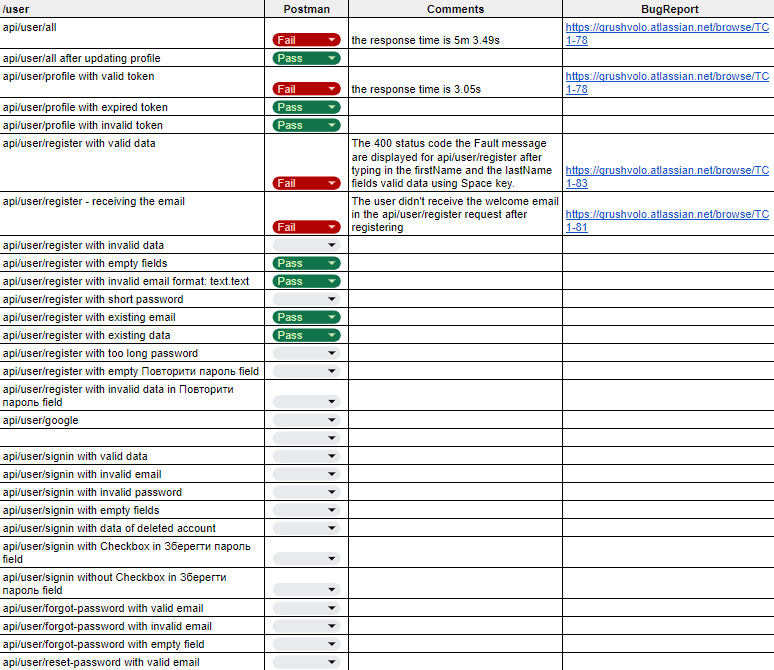 /user Postman Comments BugReport
api/user/all
Fail the response time is 5m 3.49s
https://grushvolo.atlassian.net/browse/TC
1-78
api/user/all after updating profile Pass
api/user/profile with valid token
Fail the response time is 3.05s
https://grushvolo.atlassian.net/browse/TC
1-78
api/user/profile with expired token Pass
api/user/profile with invalid token Pass
api/user/register with valid data
Fail
The 400 status code the Fault message
are displayed for api/user/register after
typing in the firstName and the lastName
fields valid data using Space key.
https://grushvolo.atlassian.net/browse/TC
1-83
api/user/register - receiving the email
Fail
The user didn't receive the welcome email
in the api/user/register request after
registering
https://grushvolo.atlassian.net/browse/TC
1-81
api/user/register with invalid data
api/user/register with empty fields Pass
api/user/register with invalid email format: text.text Pass
api/user/register with short password
api/user/register with existing email Pass
api/user/register with existing data Pass
api/user/register with too long password
api/user/register with empty Повторити пароль field
api/user/register with invalid data in Повторити
пароль field
api/user/google
api/user/signin with valid data
api/user/signin with invalid email
api/user/signin with invalid password
api/user/signin with empty fields
api/user/signin with data of deleted account
api/user/signin with Checkbox in Зберегти пароль
field
api/user/signin without Checkbox in Зберегти
пароль field
api/user/forgot-password with valid email
api/user/forgot-password with invalid email
api/user/forgot-password with empty field
api/user/reset-password with valid email